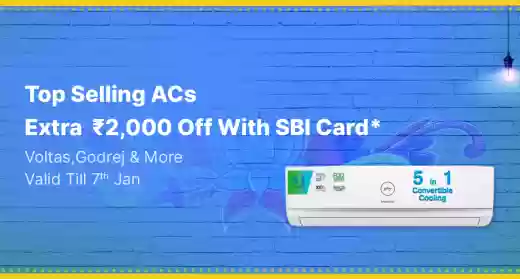 Top Selling ACs
Extra ₹2,000 Off With SBI Card*
Voltas,Godrej & More
Valid Till 7th Jan
5 in 1
Convertible
Cooling